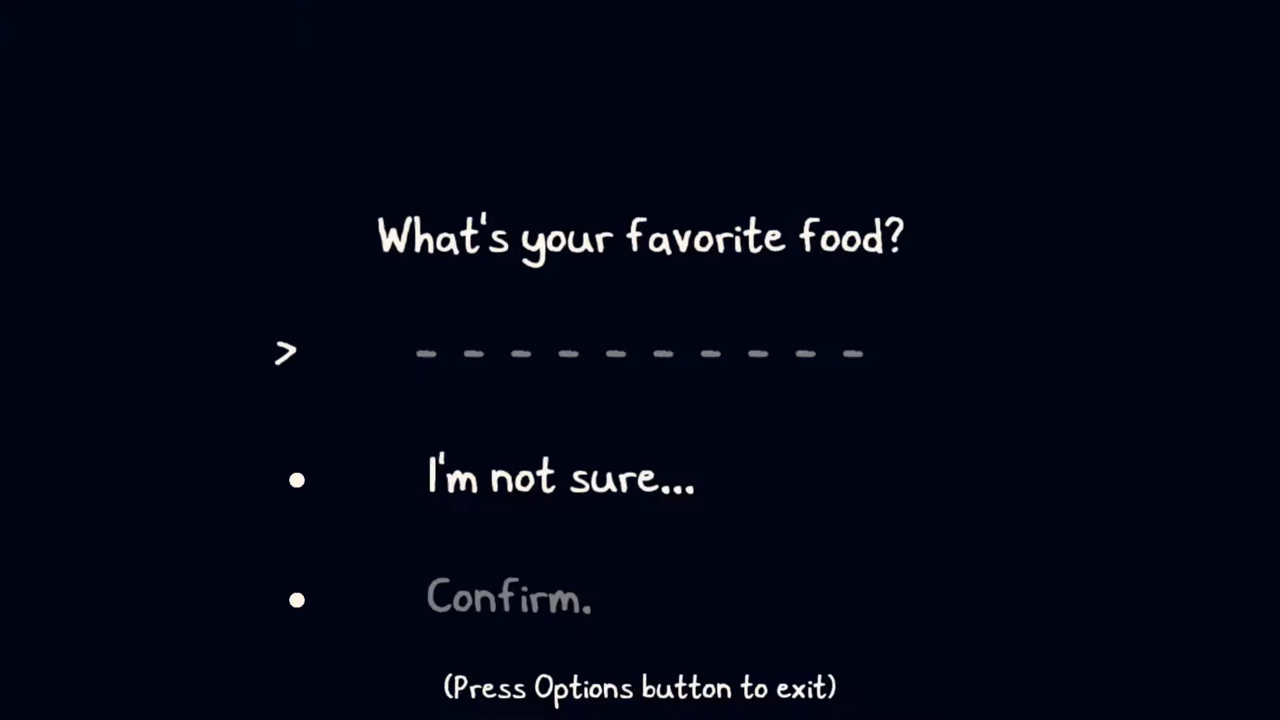 What's your favorite food?
> - - - - - - - - - -
• I'm not sure...
• Confirm.
(Press Options button to exit)